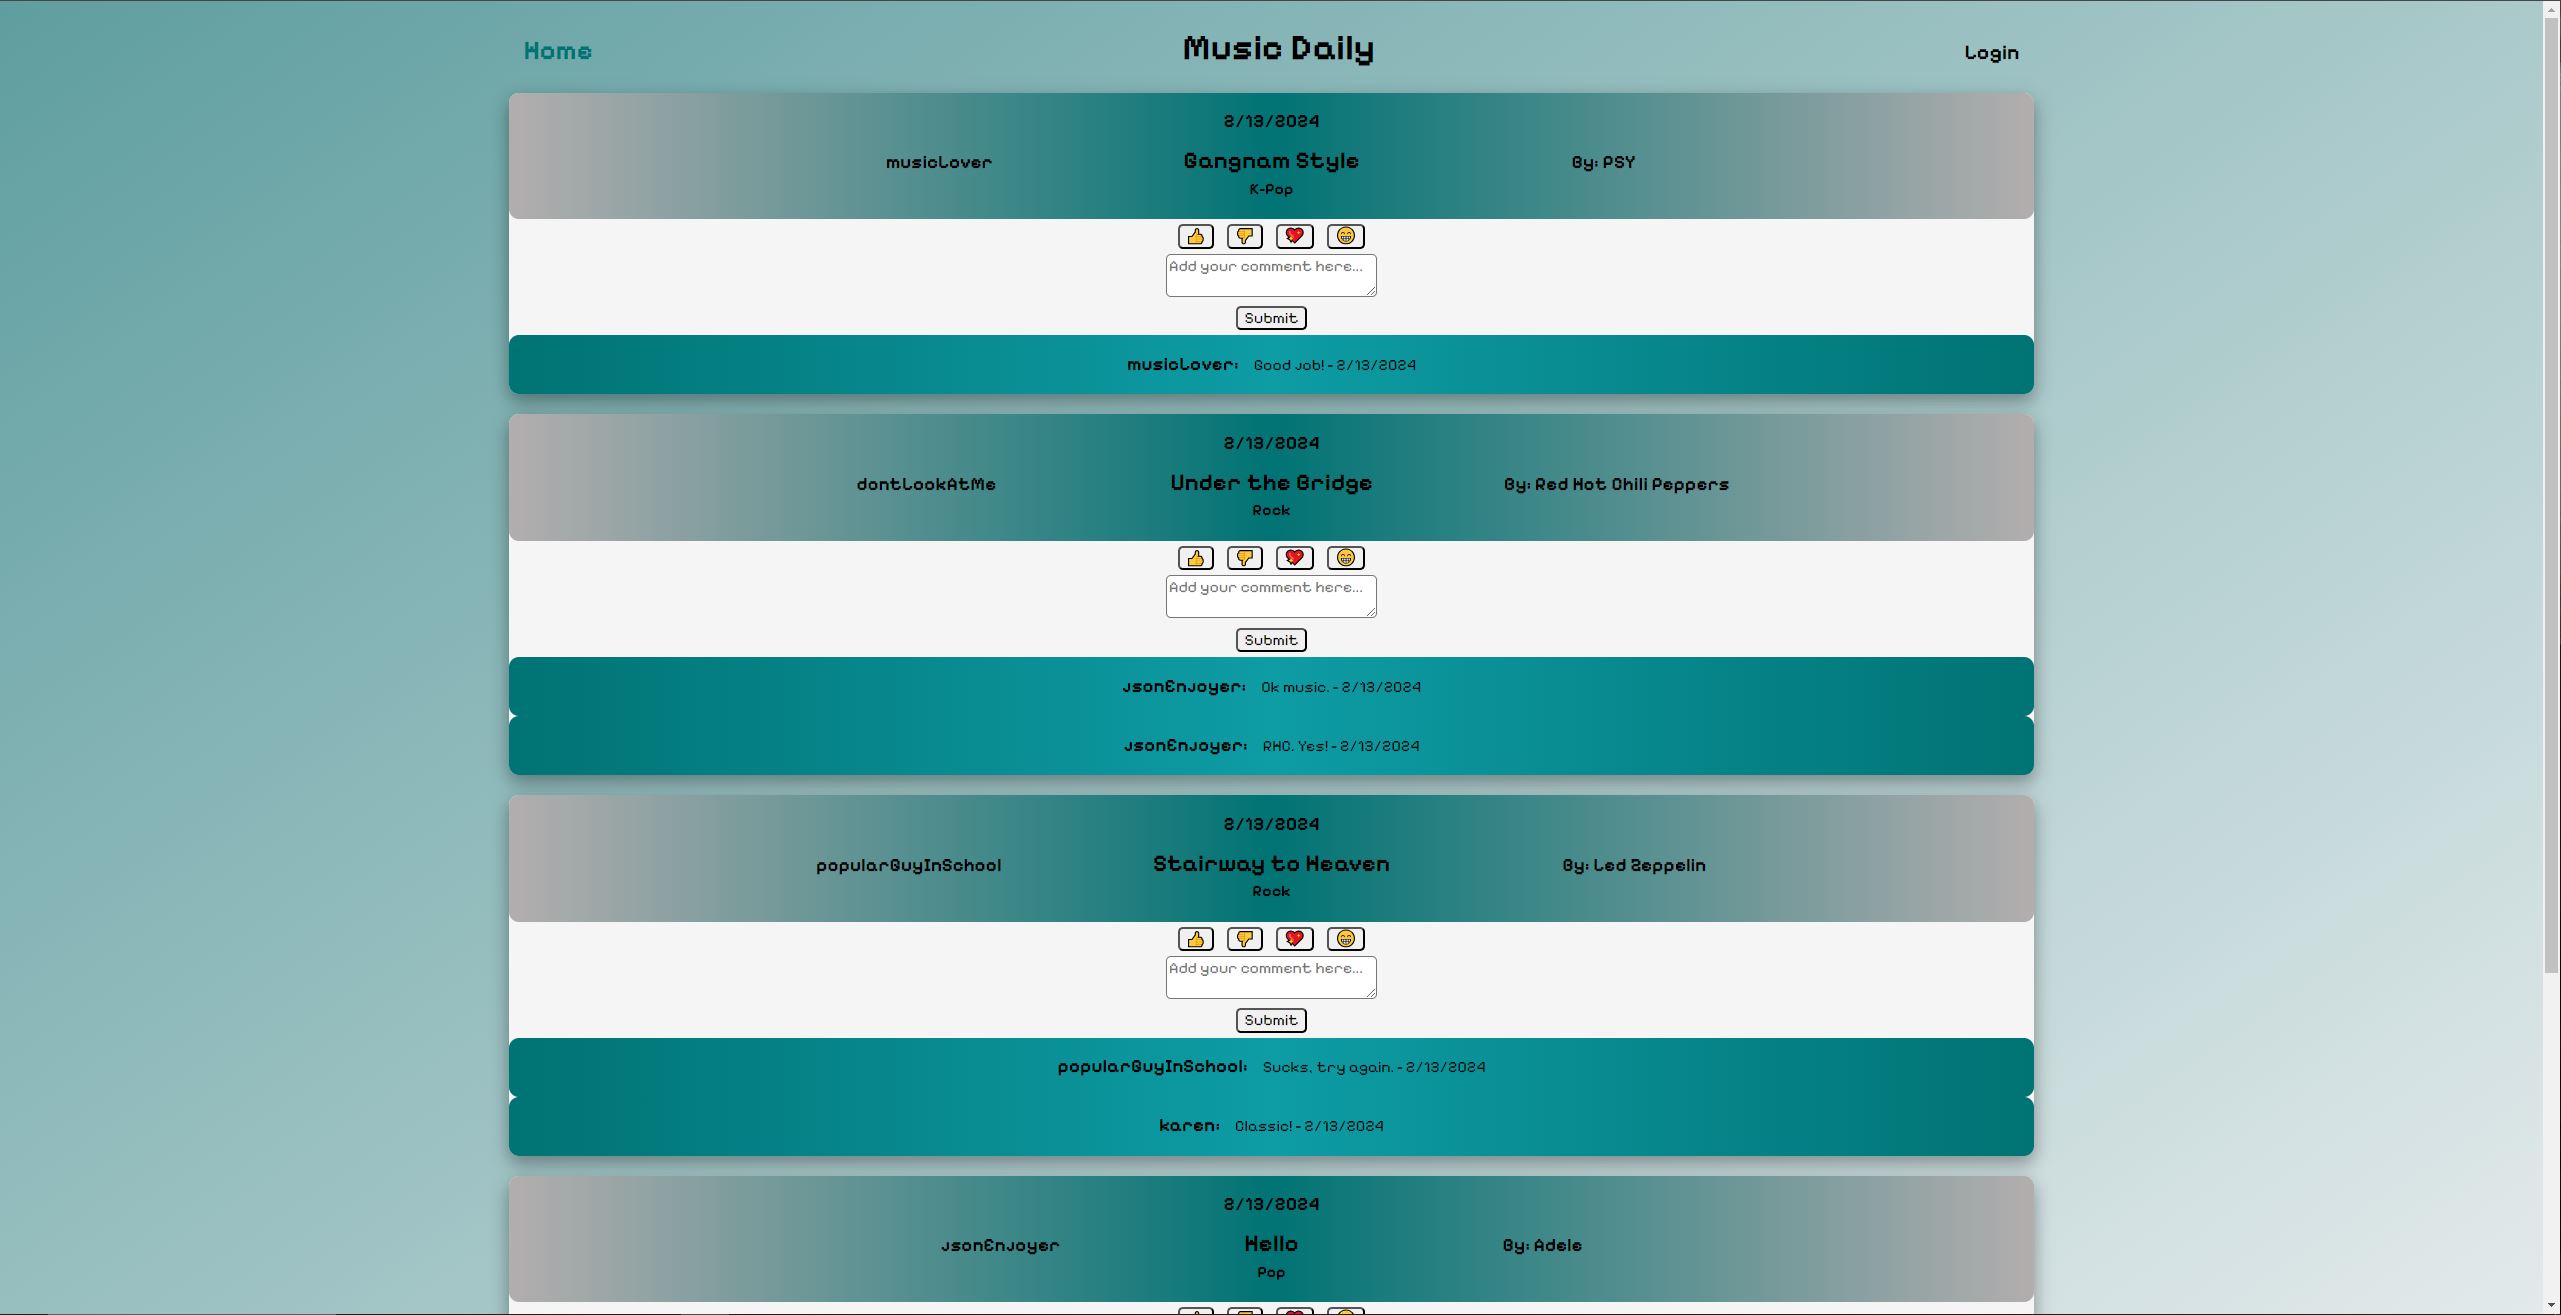 Home
Music Daily
Login
2/13/2024
musicLover
Gangnam Style
By: PSY
K-Pop
Add your comment here...
Submit
musicLover: Good Job! - 2/13/2024
2/13/2024
dontLookAtMe
Under the Bridge
By: Red Hot Chili Peppers
Rock
Add your comment here...
Submit
JsonEnjoyer: Ok music. - 2/13/2024
JsonEnjoyer: RHC. Yes! - 2/13/2024
2/13/2024
popularGuyInSchool
Stairway to Heaven
By: Led Zeppelin
Rock
Add your comment here...
Submit
popularGuyInSchool: Sucks, try again. - 2/13/2024
karen: Classic! - 2/13/2024
2/13/2024
JsonEnjoyer
Hello
By: Adele
Pop